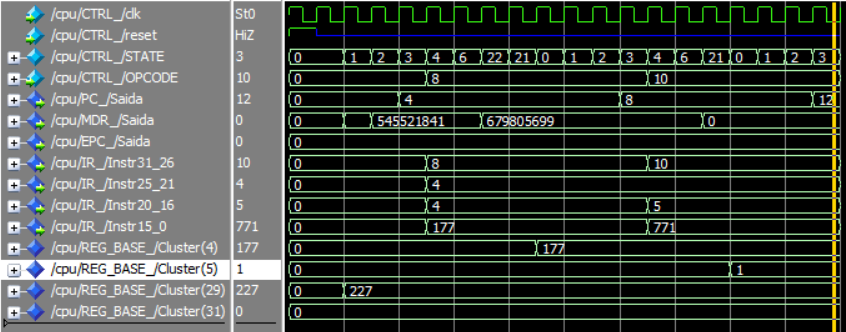 /cpu/CTRL_/clk St0
/cpu/CTRL_/reset HiZ
/cpu/CTRL_/STATE 3 0 1 2 3 4 6 22 21 0 1 2 3 4 6 21 0 1 2 3
/cpu/CTRL_/OPCODE 10 0 8 10
/cpu/PC_/Saida 12 0 4 8 12
/cpu/MDR_/Saida 0 0 545521841 679805699 0
/cpu/EPC_/Saida 0 0
/cpu/IR_/Instr31_26 10 0 8 10
/cpu/IR_/Instr25_21 4 0 4
/cpu/IR_/Instr20_16 5 0 4 5
/cpu/IR_/Instr15_0 771 0 177 771
/cpu/REG_BASE_/Cluster(4) 177 0 177
/cpu/REG_BASE_/Cluster(5) 1 0 1
/cpu/REG_BASE_/Cluster(29) 227 0 227
/cpu/REG_BASE_/Cluster(31) 0 0